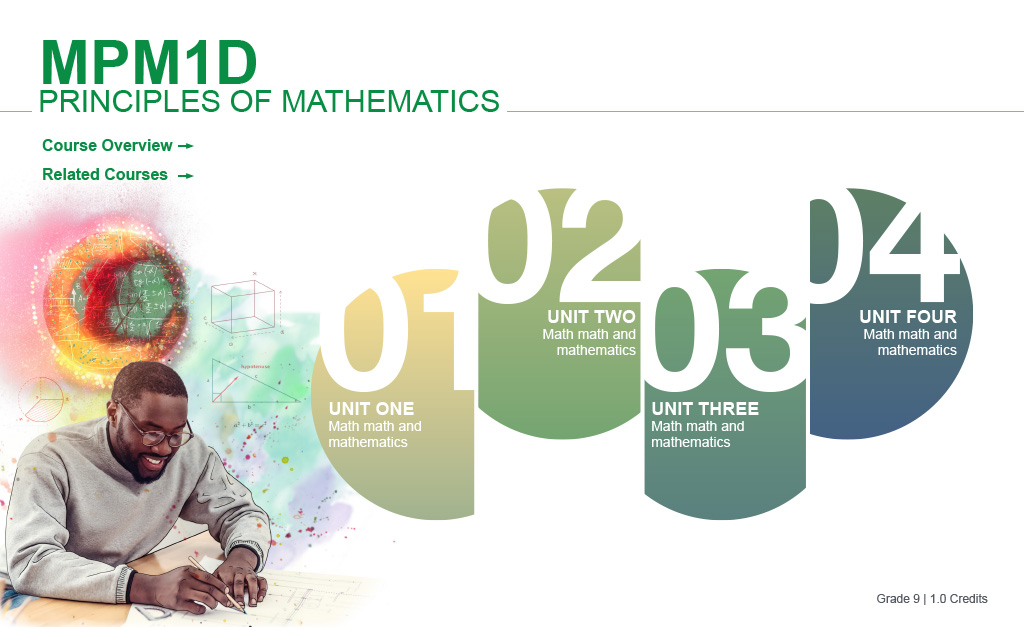 MPM1D
PRINCIPLES OF MATHEMATICS
Course Overview
Related Courses
01
UNIT ONE
Math math and
mathematics
02
UNIT TWO
Math math and
mathematics
03
UNIT THREE
Math math and
mathematics
04
UNIT FOUR
Math math and
mathematics
Grade 9 | 1.0 Credits